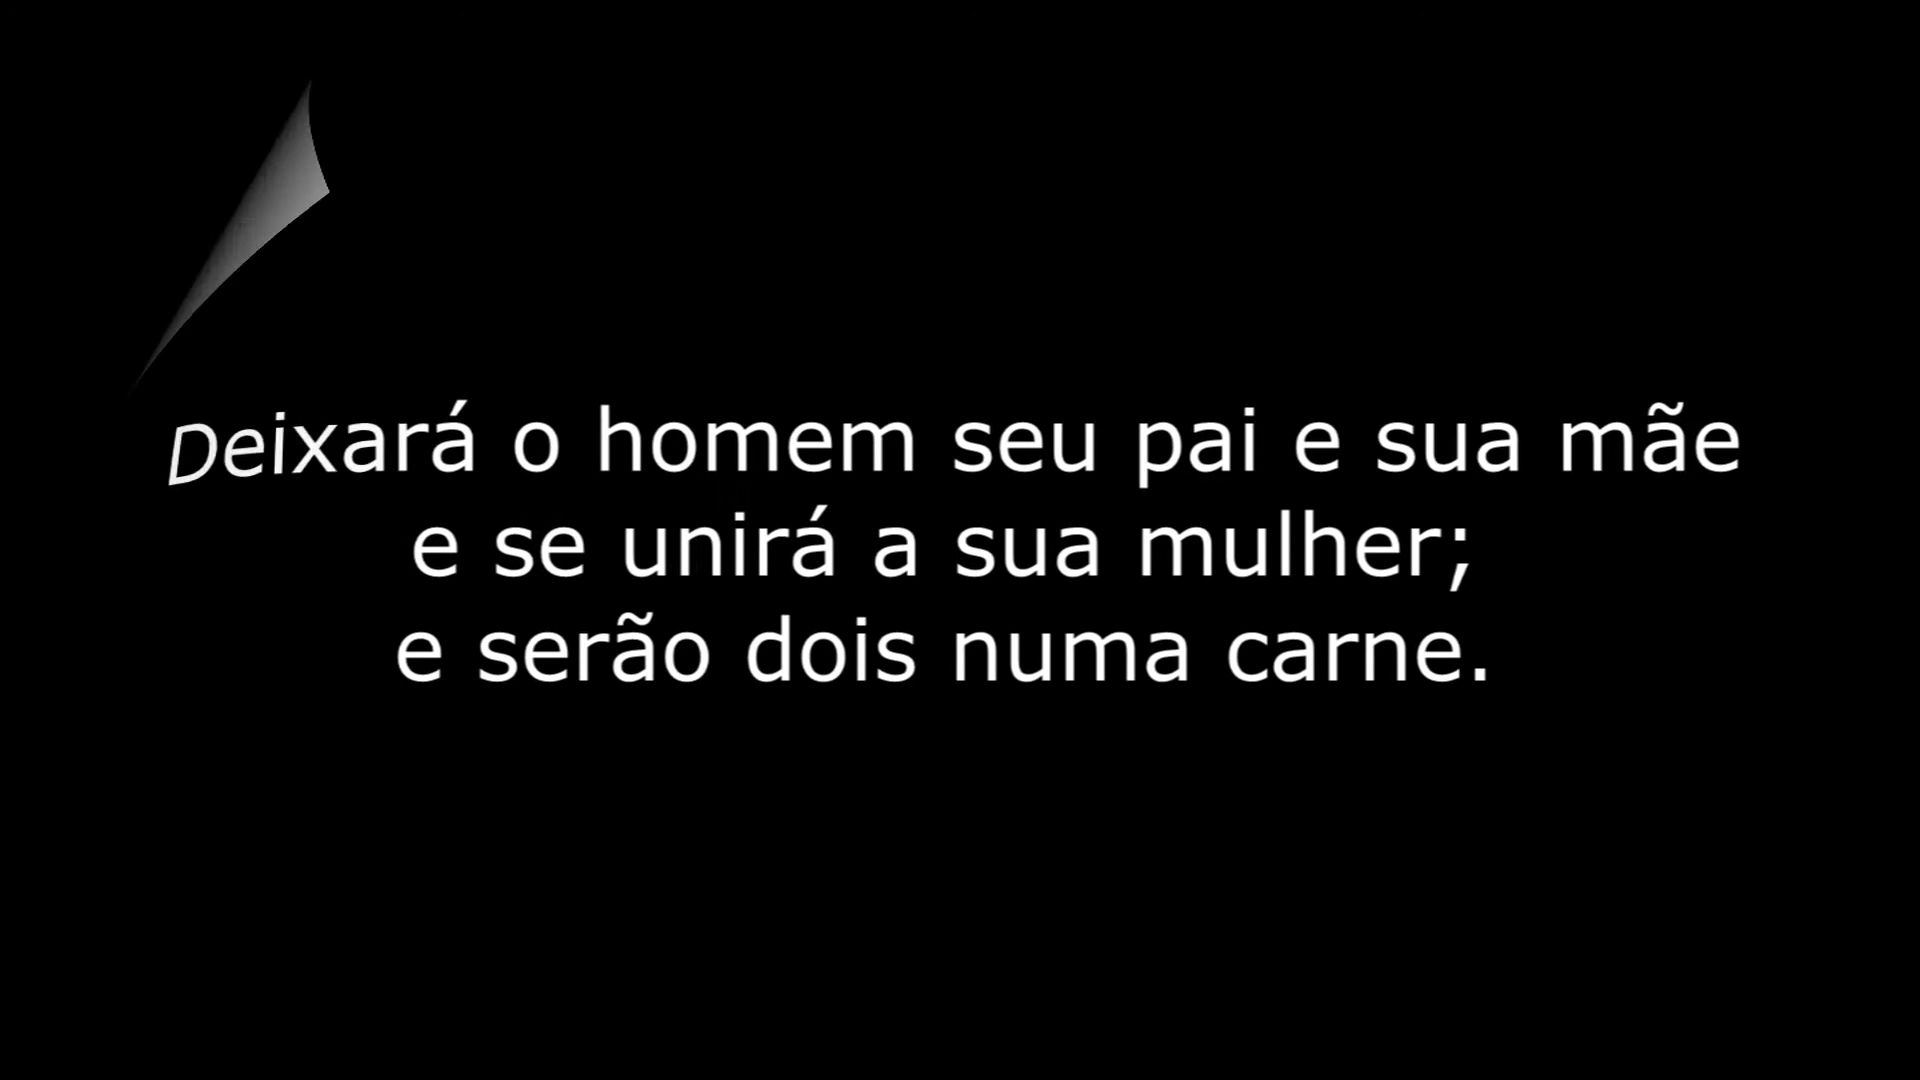 Deixará o homem seu pai e sua mãe
e se unirá a sua mulher;
e serão dois numa carne.